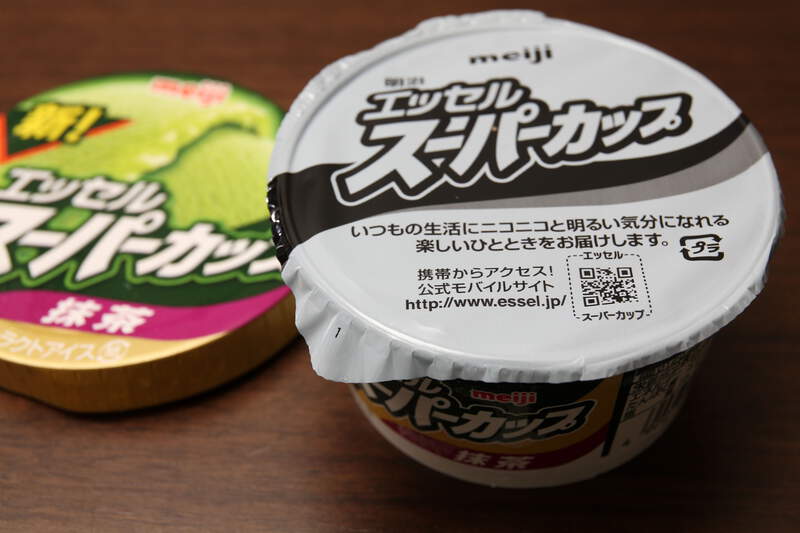 meiji
新!
エッセル
スーパーカップ
抹茶
ラクトアイス
meiji
明治
エッセル
スーパーカップ
いつもの生活にニコニコと明るい気分になれる
楽しいひとときをお届けします。
プラ
携帯からアクセス!
公式モバイルサイト
http://www.essel.jp/
エッセル
スーパーカップ
1
meiji
スーパーカップ
抹茶